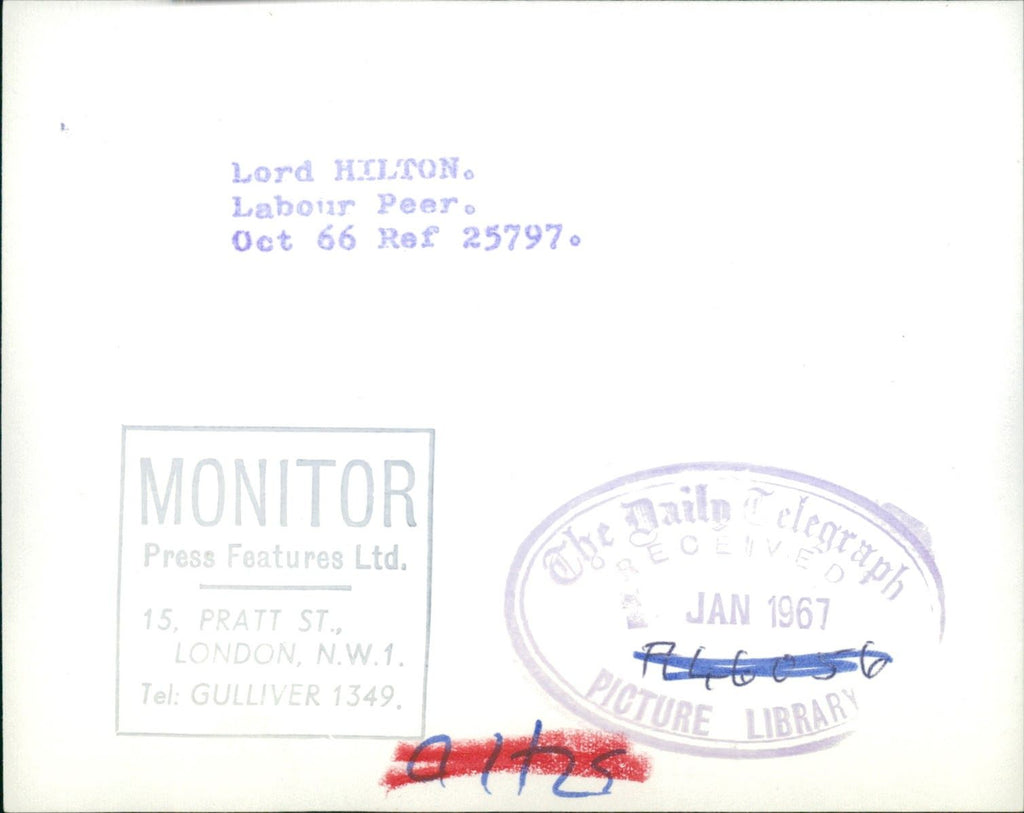 Lord HILTON.
Labour Peer.
Oct 66 Ref 25797.
MONITOR
Press Features Ltd.
15, PRATT ST.,
LONDON, N.W.1.
Tel: GULLIVER 1349.
The Daily Telegraph
RECEIVED
JAN 1967
PICTURE LIBRARY